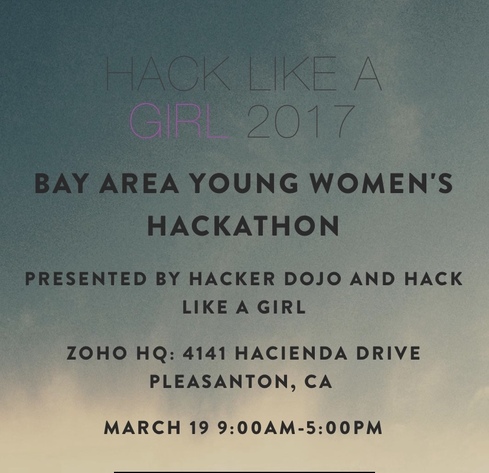 HACK LIKE A
GIRL 2017
BAY AREA YOUNG WOMEN'S
HACKATHON
PRESENTED BY HACKER DOJO AND HACK
LIKE A GIRL
ZOHO HQ: 4141 HACIENDA DRIVE
PLEASANTON, CA
MARCH 19 9:00AM-5:00PM